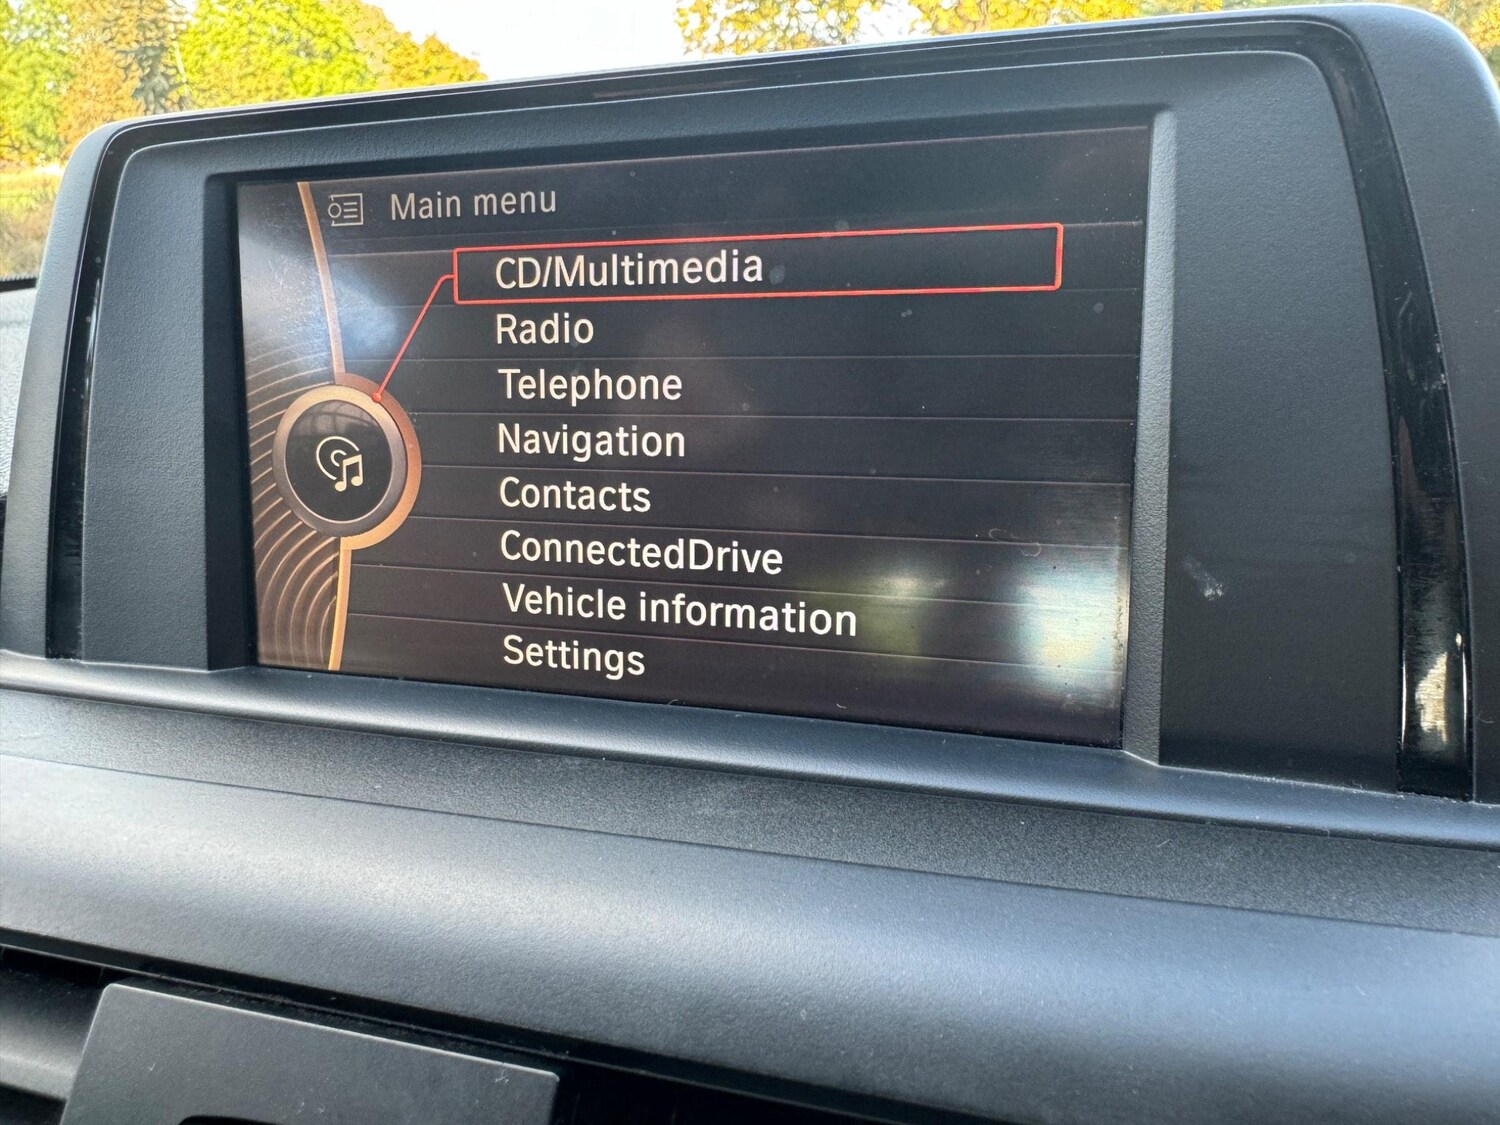 Main menu
CD/Multimedia
Radio
Telephone
Navigation
Contacts
ConnectedDrive
Vehicle information
Settings